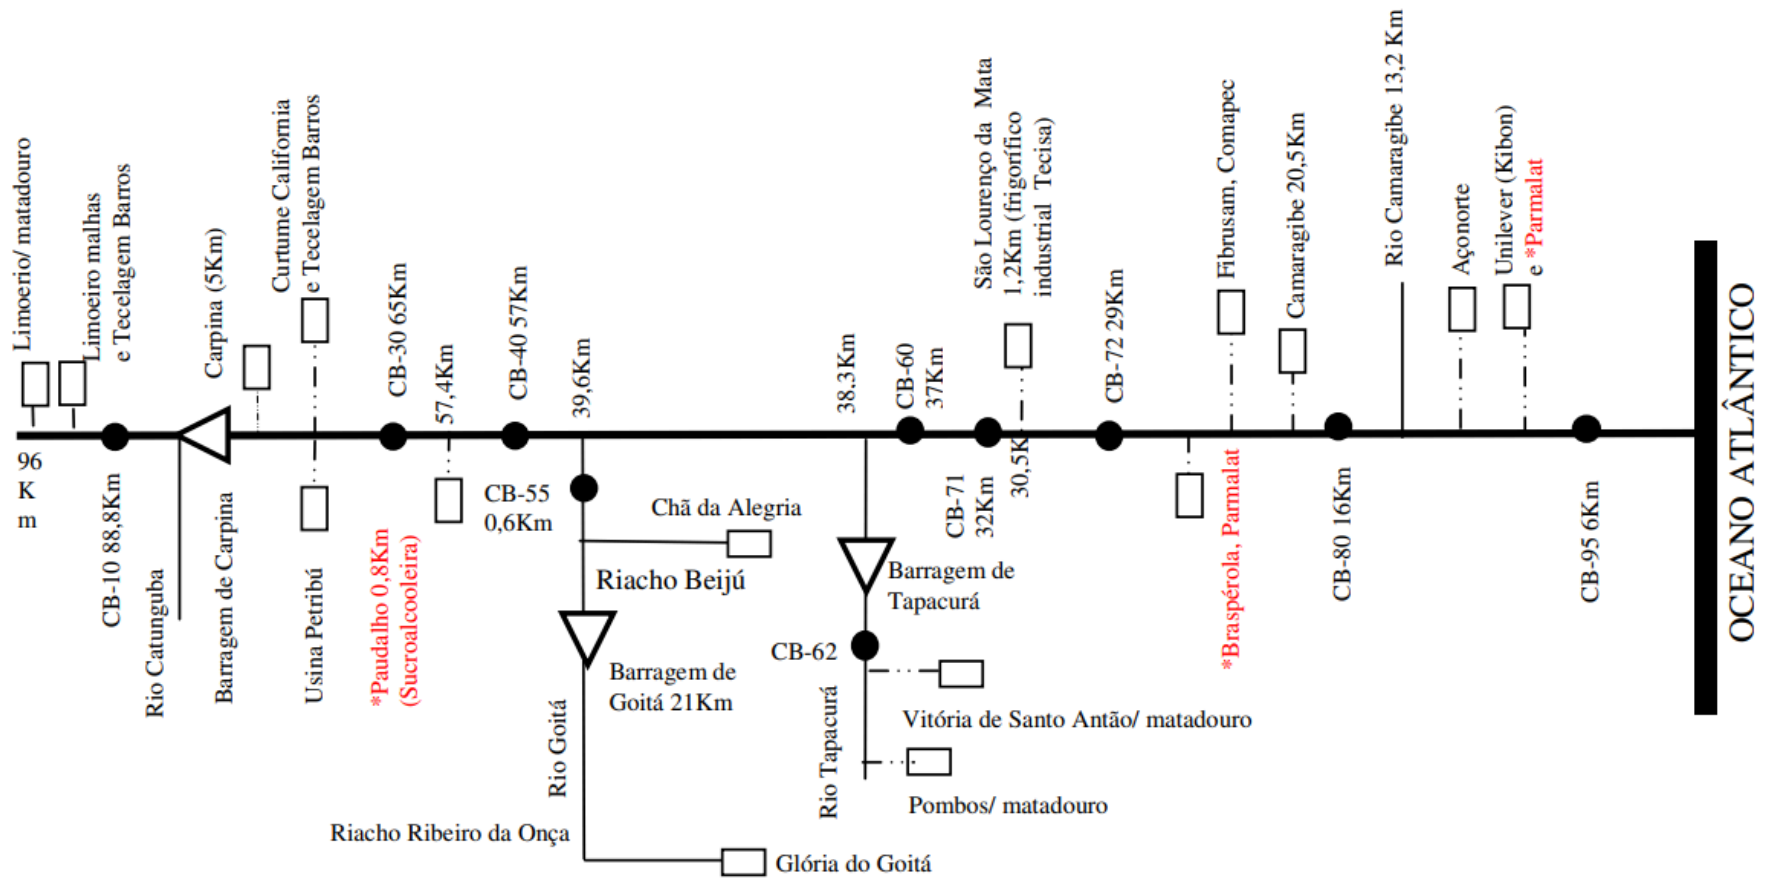 Limoerio/ matadouro
Limoeiro malhas
e Tecelagem Barros
Carpina (5Km)
Curtume California
e Tecelagem Barros
CB-30 65Km
57,4Km
CB-40 57Km
39,6Km
38.3Km
CB-60
37Km
São Lourenço da Mata
1,2Km (frigorífico
industrial Tecisa)
CB-72 29Km
Fibrusam, Comapec
Camaragibe 20,5Km
Rio Camaragibe 13,2 Km
Açonorte
Unilever (Kibon)
e *Parmalat
OCEANO ATLÂNTICO
96
K
m
CB-10 88,8Km
Rio Catunguba
Barragem de Carpina
Usina Petribú
*Paudalho 0,8Km
(Sucroalcooleira)
CB-55
0,6Km
Chã da Alegria
Riacho Beijú
Barragem de
Goitá 21Km
Rio Goitá
Riacho Ribeiro da Onça
Glória do Goitá
Barragem de
Tapacurá
CB-62
Rio Tapacurá
Vitória de Santo Antão/ matadouro
Pombos/ matadouro
CB-71
32Km
30,5K
*Braspérola, Parmalat
CB-80 16Km
CB-95 6Km